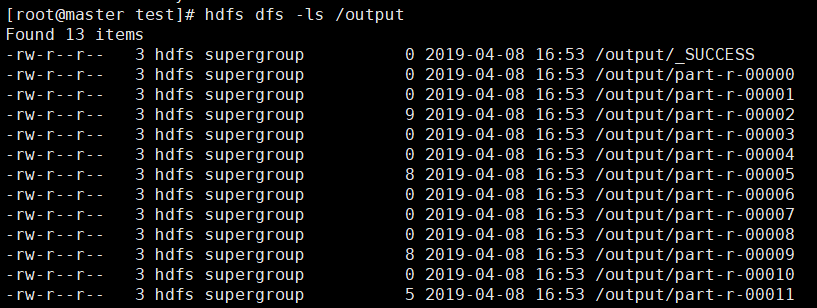 [root@master test]# hdfs dfs -ls /output
Found 13 items
-rw-r--r--   3 hdfs supergroup          0 2019-04-08 16:53 /output/_SUCCESS
-rw-r--r--   3 hdfs supergroup          0 2019-04-08 16:53 /output/part-r-00000
-rw-r--r--   3 hdfs supergroup          0 2019-04-08 16:53 /output/part-r-00001
-rw-r--r--   3 hdfs supergroup          9 2019-04-08 16:53 /output/part-r-00002
-rw-r--r--   3 hdfs supergroup          0 2019-04-08 16:53 /output/part-r-00003
-rw-r--r--   3 hdfs supergroup          0 2019-04-08 16:53 /output/part-r-00004
-rw-r--r--   3 hdfs supergroup          8 2019-04-08 16:53 /output/part-r-00005
-rw-r--r--   3 hdfs supergroup          0 2019-04-08 16:53 /output/part-r-00006
-rw-r--r--   3 hdfs supergroup          0 2019-04-08 16:53 /output/part-r-00007
-rw-r--r--   3 hdfs supergroup          0 2019-04-08 16:53 /output/part-r-00008
-rw-r--r--   3 hdfs supergroup          8 2019-04-08 16:53 /output/part-r-00009
-rw-r--r--   3 hdfs supergroup          0 2019-04-08 16:53 /output/part-r-00010
-rw-r--r--   3 hdfs supergroup          5 2019-04-08 16:53 /output/part-r-00011